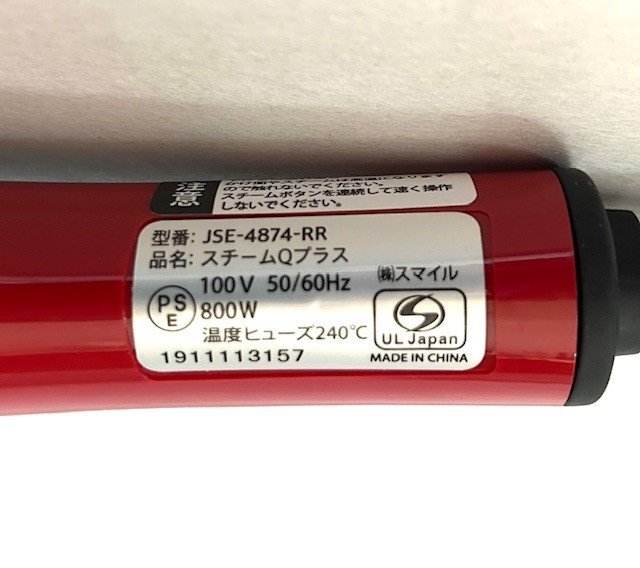 注意
ので触れないでください。
スチームボタンを連続して速く操作
しないでください。
型番: JSE-4874-RR
品名: スチームQプラス
PS
E
100V 50/60Hz
800W
温度ヒューズ240℃
1911113157
㈱スマイル
S
UL Japan
MADE IN CHINA